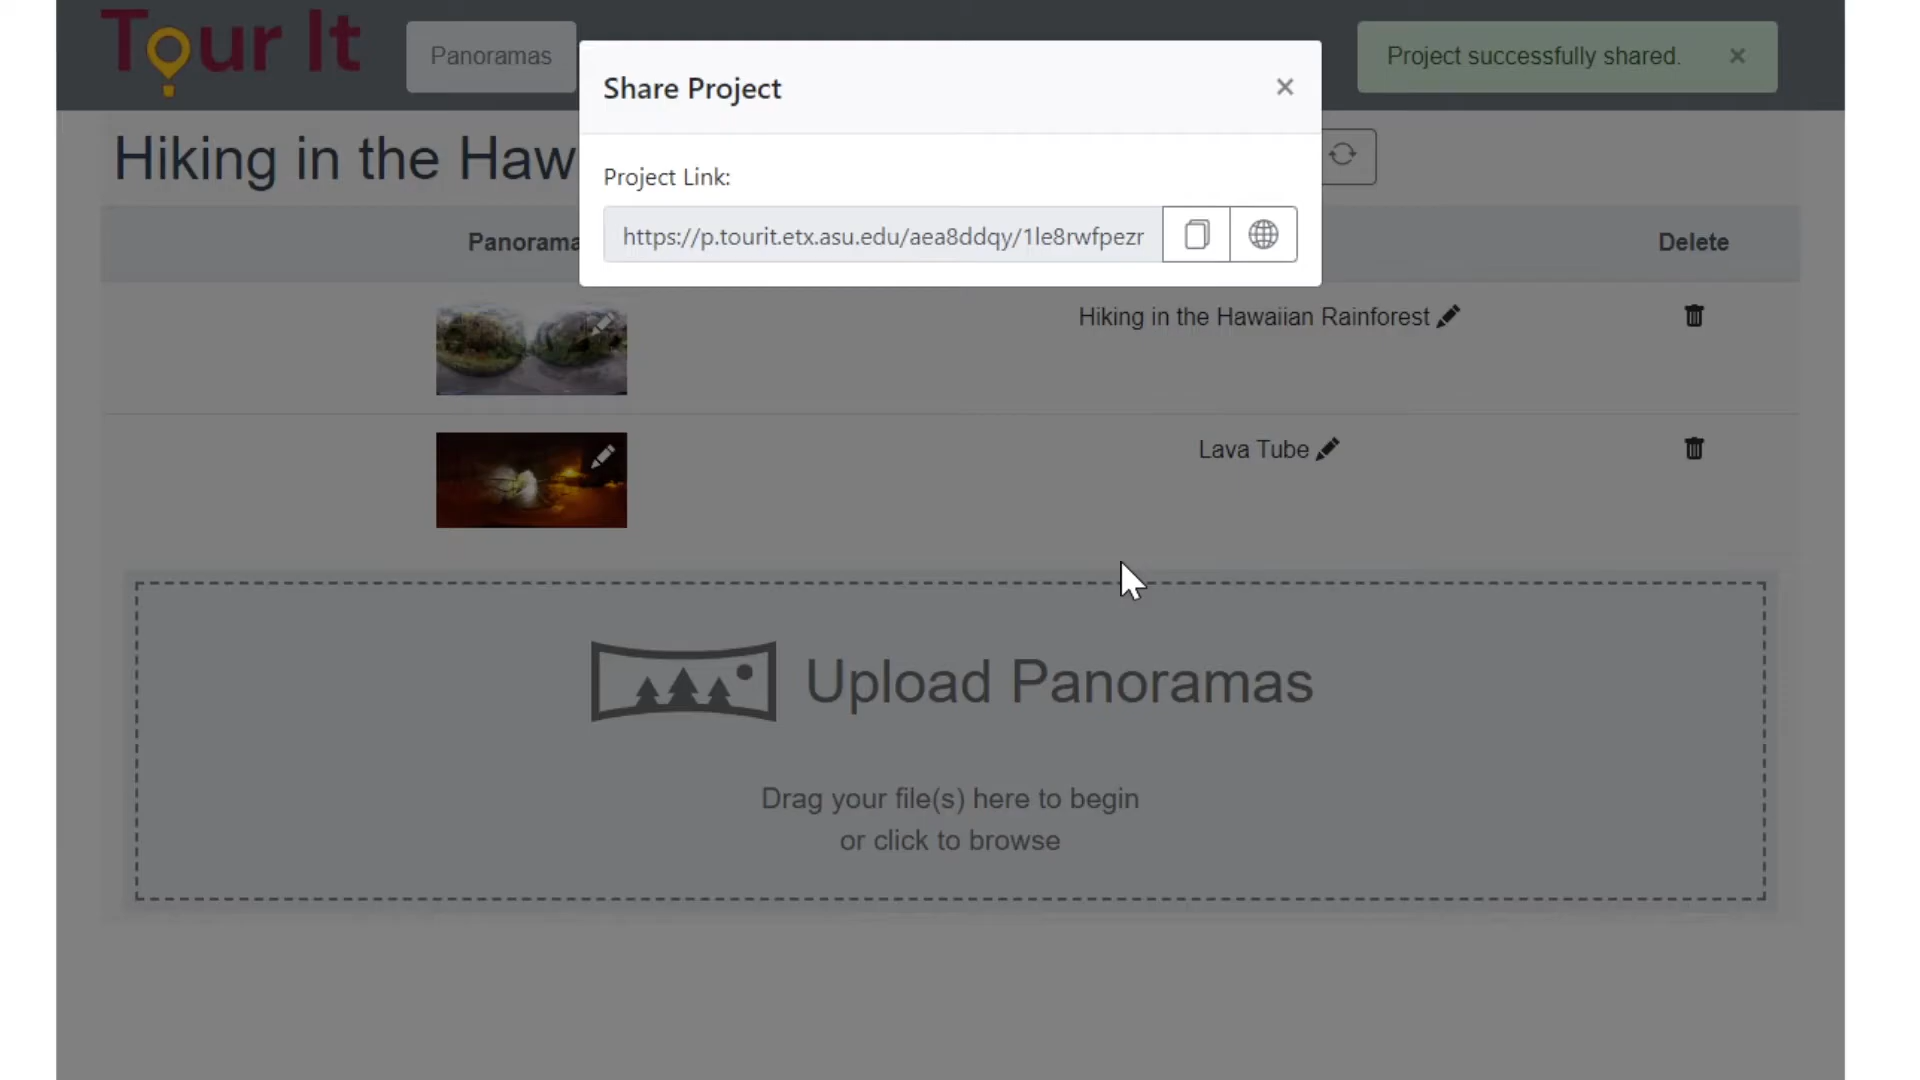 Tour It
Panoramas
Share Project
Project successfully shared.
Hiking in the Haw
Project Link:
https://p.tourit.etx.asu.edu/aea8ddqy/1le8rwfpezr
Panorama
Delete
Hiking in the Hawaiian Rainforest
Lava Tube
Upload Panoramas
Drag your file(s) here to begin
or click to browse